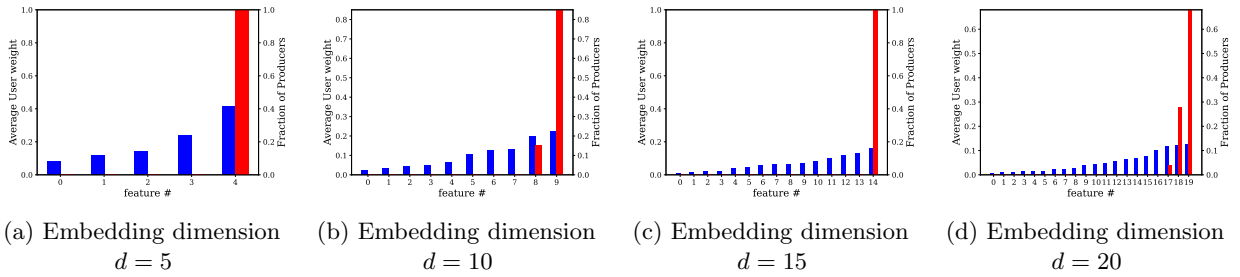 1.0
0.8
0.6
0.4
0.2
0.0
Average User weight
0 1 2 3 4
feature #
1.0
0.8
0.6
0.4
0.2
0.0
Fraction of Producers
(a) Embedding dimension
d = 5
0.8
0.7
0.6
0.5
0.4
0.3
0.2
0.1
0.0
Average User weight
0 1 2 3 4 5 6 7 8 9
feature #
0.8
0.6
0.4
0.2
0.0
Fraction of Producers
(b) Embedding dimension
d = 10
1.0
0.8
0.6
0.4
0.2
0.0
Average User weight
0 1 2 3 4 5 6 7 8 9 10 11 12 13 14
feature #
1.0
0.8
0.6
0.4
0.2
0.0
Fraction of Producers
(c) Embedding dimension
d = 15
0.6
0.5
0.4
0.3
0.2
0.1
0.0
Average User weight
0 1 2 3 4 5 6 7 8 9 10 11 12 13 14 15 16 17 18 19
feature #
0.6
0.5
0.4
0.3
0.2
0.1
0.0
Fraction of Producers
(d) Embedding dimension
d = 20